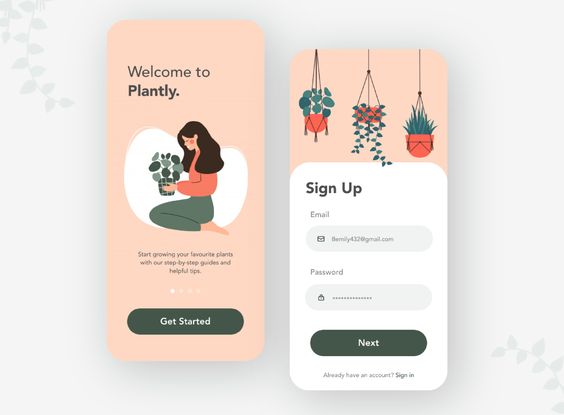 Welcome to
Plantly.
Start growing your favourite plants
with our step-by-step guides and
helpful tips.
Get Started
Sign Up
Email
Bemily432@gmail.com
Password
Next
Already have an account? Sign in